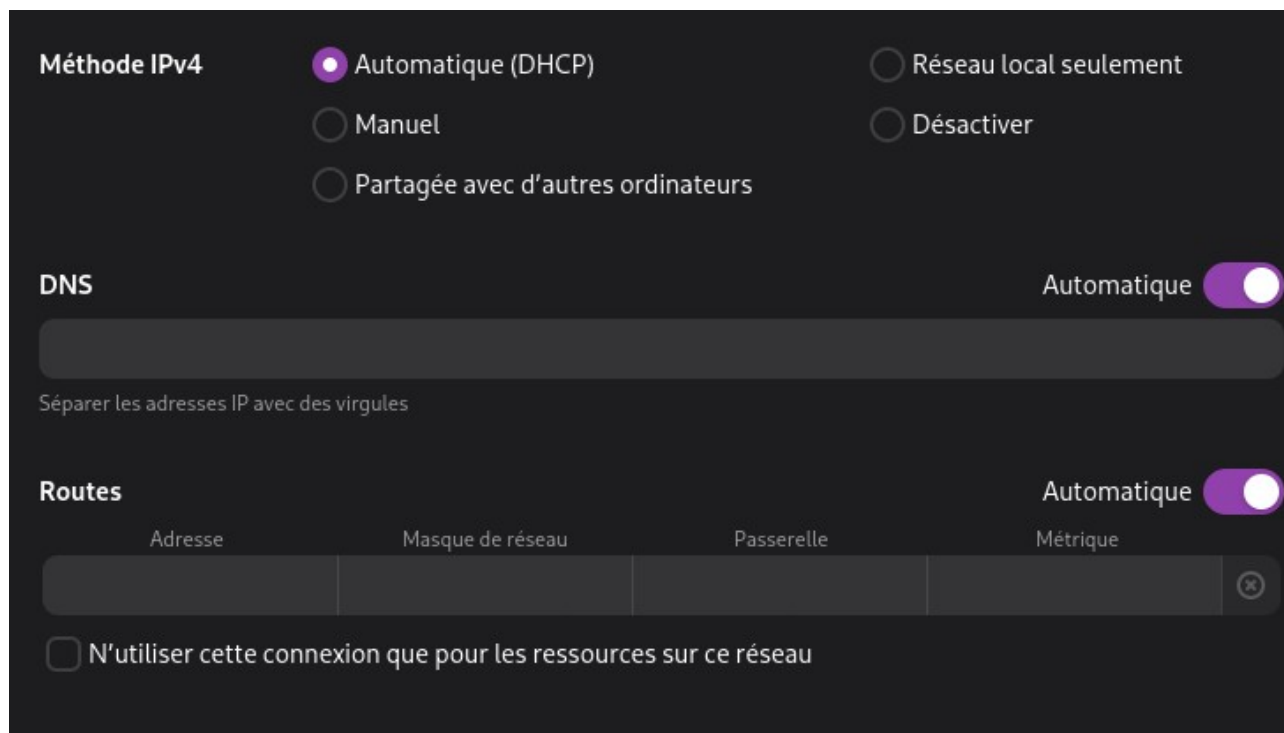 Méthode IPv4 Automatique (DHCP) Réseau local seulement
Manuel Désactiver
Partagée avec d’autres ordinateurs
DNS Automatique
Séparer les adresses IP avec des virgules
Routes Automatique
Adresse Masque de réseau Passerelle Métrique
N’utiliser cette connexion que pour les ressources sur ce réseau